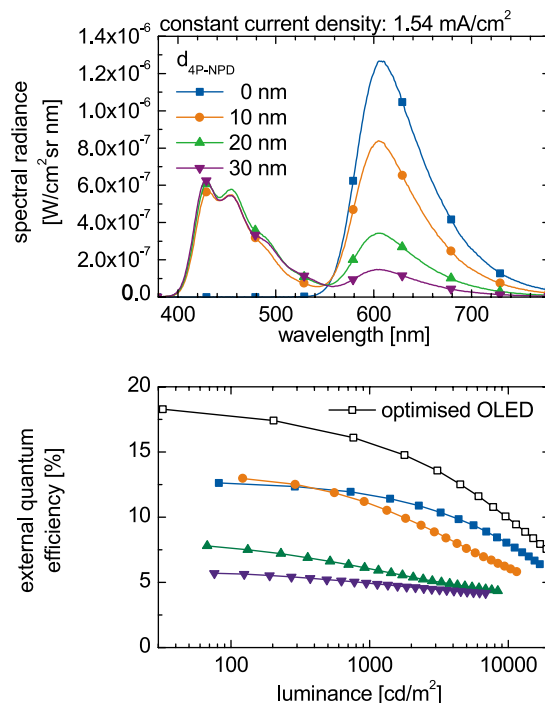 constant current density: 1.54 mA/cm²
d4P-NPD
0 nm
10 nm
20 nm
30 nm
1.4x10⁻⁶
1.2x10⁻⁶
1.0x10⁻⁶
8.0x10⁻⁷
6.0x10⁻⁷
4.0x10⁻⁷
2.0x10⁻⁷
0.0
spectral radiance
[W/cm²sr nm]
400 500 600 700
wavelength [nm]
optimised OLED
20
15
10
5
0
external quantum
efficiency [%]
100 1000 10000
luminance [cd/m²]